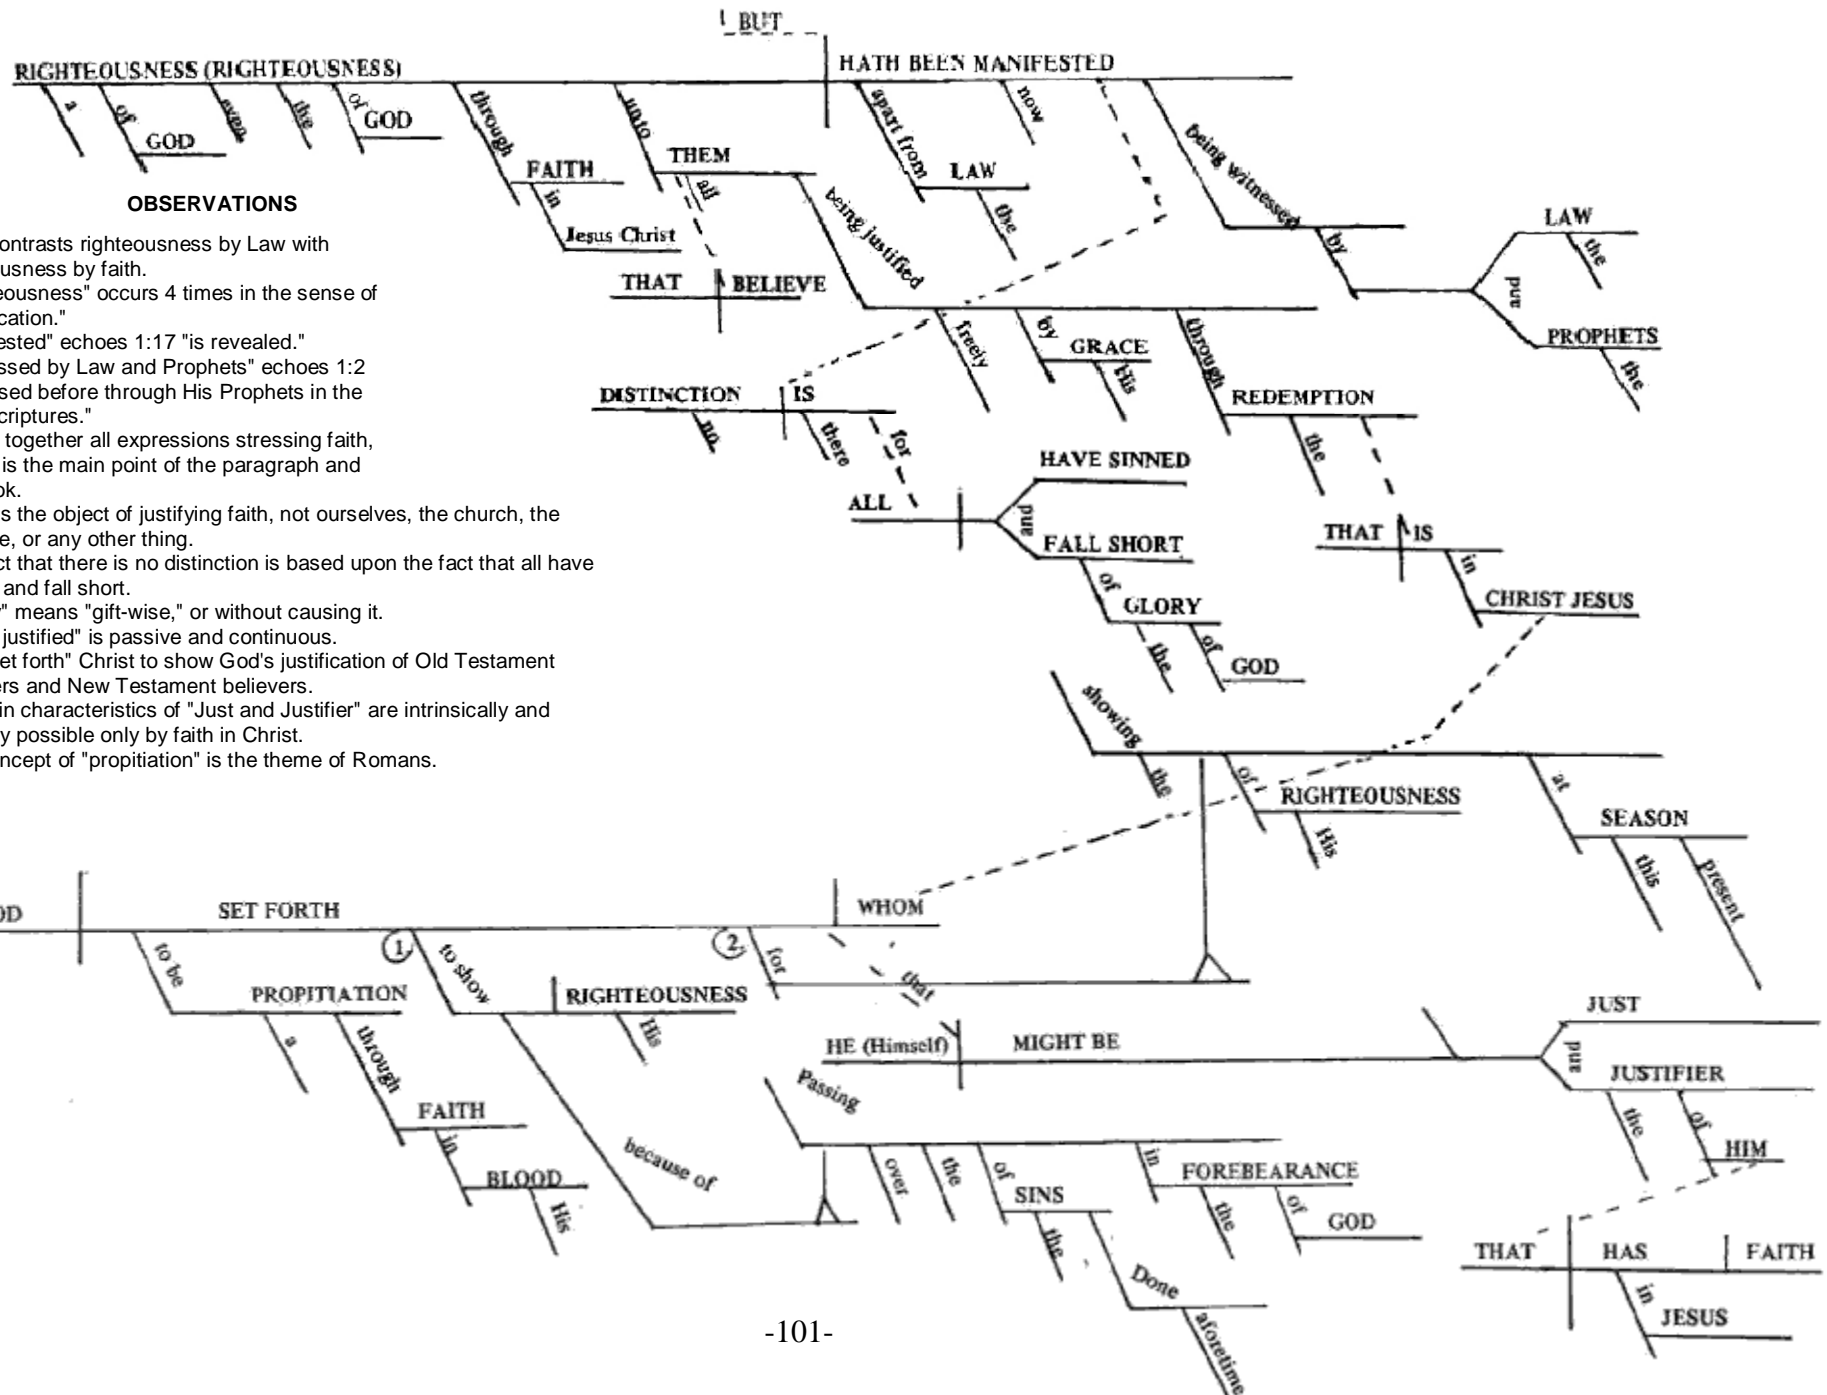 BUT
RIGHTEOUSNESS (RIGHTEOUSNESS) HATH BEEN MANIFESTED
a
of
GOD
even
the
of
GOD
through
FAITH
in
Jesus Christ
unto
THEM
all
THAT BELIEVE
being justified
freely
by
GRACE
His
through
REDEMPTION
the
THAT IS
in
CHRIST JESUS
apart from
LAW
the
now
being witnessed
by
LAW
the
and
PROPHETS
the
DISTINCTION IS
no
there
for
ALL
HAVE SINNED
and
FALL SHORT
of
GLORY
the
of
GOD
OBSERVATIONS
ontrasts righteousness by Law with
usness by faith.
eousness" occurs 4 times in the sense of
cation."
ested" echoes 1:17 "is revealed."
ssed by Law and Prophets" echoes 1:2
sed before through His Prophets in the
criptures."
together all expressions stressing faith,
is the main point of the paragraph and
ok.
s the object of justifying faith, not ourselves, the church, the
e, or any other thing.
ct that there is no distinction is based upon the fact that all have
and fall short.
y" means "gift-wise," or without causing it.
justified" is passive and continuous.
et forth" Christ to show God's justification of Old Testament
ers and New Testament believers.
in characteristics of "Just and Justifier" are intrinsically and
y possible only by faith in Christ.
ncept of "propitiation" is the theme of Romans.
showing
the
of
RIGHTEOUSNESS
His
at
SEASON
this
present
OD SET FORTH WHOM
to be
PROPITIATION
a
through
FAITH
in
BLOOD
His
1
to show
RIGHTEOUSNESS
His
because of
Passing
over
the
of
SINS
the
Done
aforetime
in
FOREBEARANCE
the
of
GOD
2
for
that
HE (Himself) MIGHT BE
JUST
and
JUSTIFIER
the
of
HIM
THAT HAS FAITH
in
JESUS
-101-